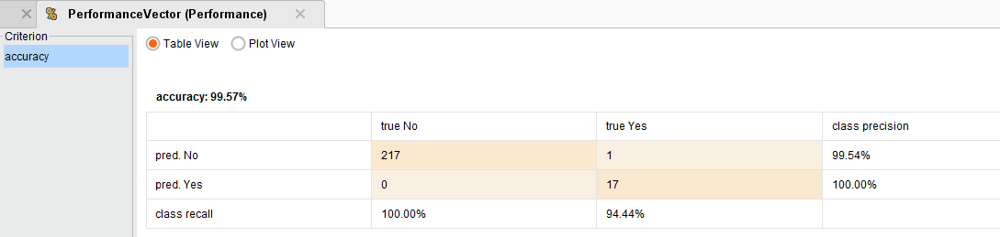 PerformanceVector (Performance)
Criterion
accuracy
Table View Plot View
accuracy: 99.57%
true No true Yes class precision
pred. No 217 1 99.54%
pred. Yes 0 17 100.00%
class recall 100.00% 94.44%